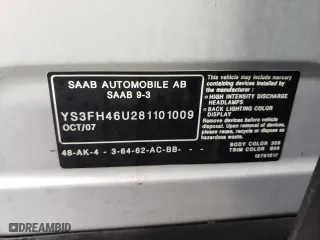 SAAB AUTOMOBILE AB
SAAB 9-3
YS3FH46U281101009
OCT/07
48-AK-4 - 3-64-62-AC-BB- - -
This vehicle may include
mercury containing devices
installed by the
manufacturer :
• HIGH INTENSITY DISCHARGE
HEADLAMPS
• BACK LIGHTING COLOR
DISPLAY
Remove devices before
vehicle disposal. Upon
removal of devices please
reuse, recycle or dispose
as hazardous waste.
BODY COLOR 309
TRIM COLOR
12761317
DREAMBID